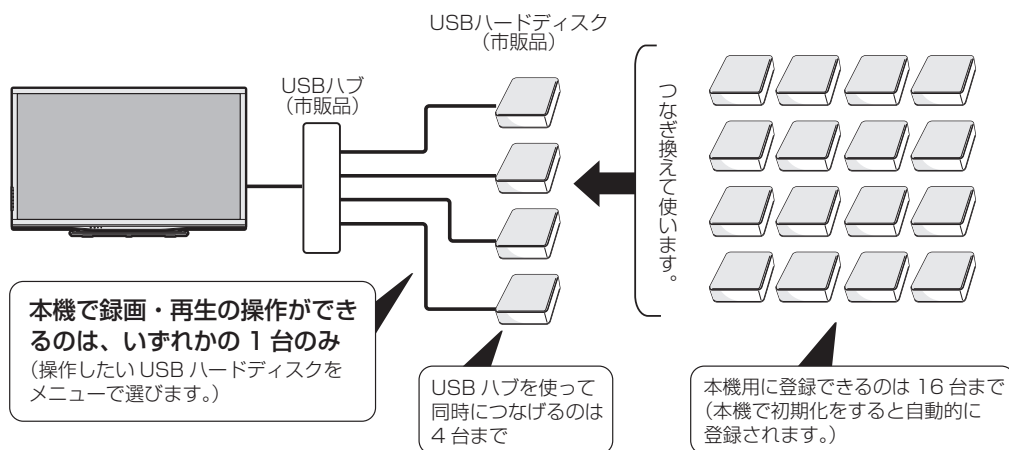 USBハードディスク
（市販品）
USBハブ
（市販品）
つなぎ換えて使います。
本機で録画・再生の操作ができ
るのは、いずれかの 1 台のみ
（操作したい USB ハードディスクを
メニューで選びます。）
USB ハブを使って
同時につなげるのは
4 台まで
本機用に登録できるのは 16 台まで
（本機で初期化をすると自動的に
登録されます。）